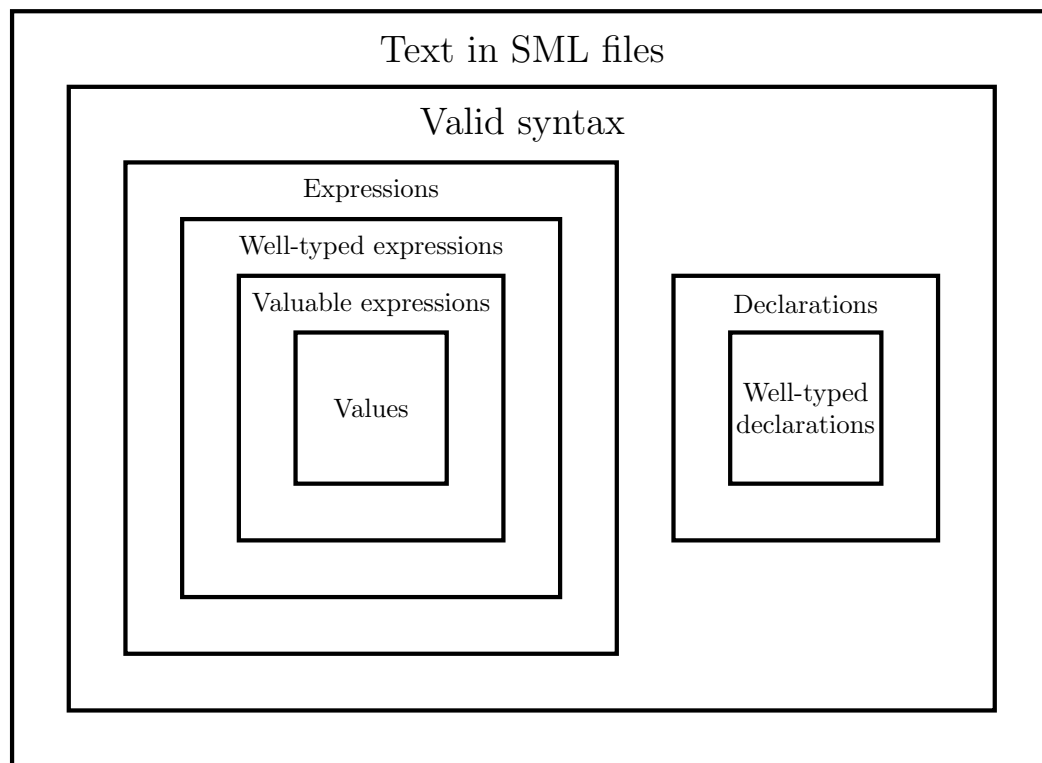 Text in SML files
Valid syntax
Expressions
Well-typed expressions
Valuable expressions
Values
Declarations
Well-typed
declarations